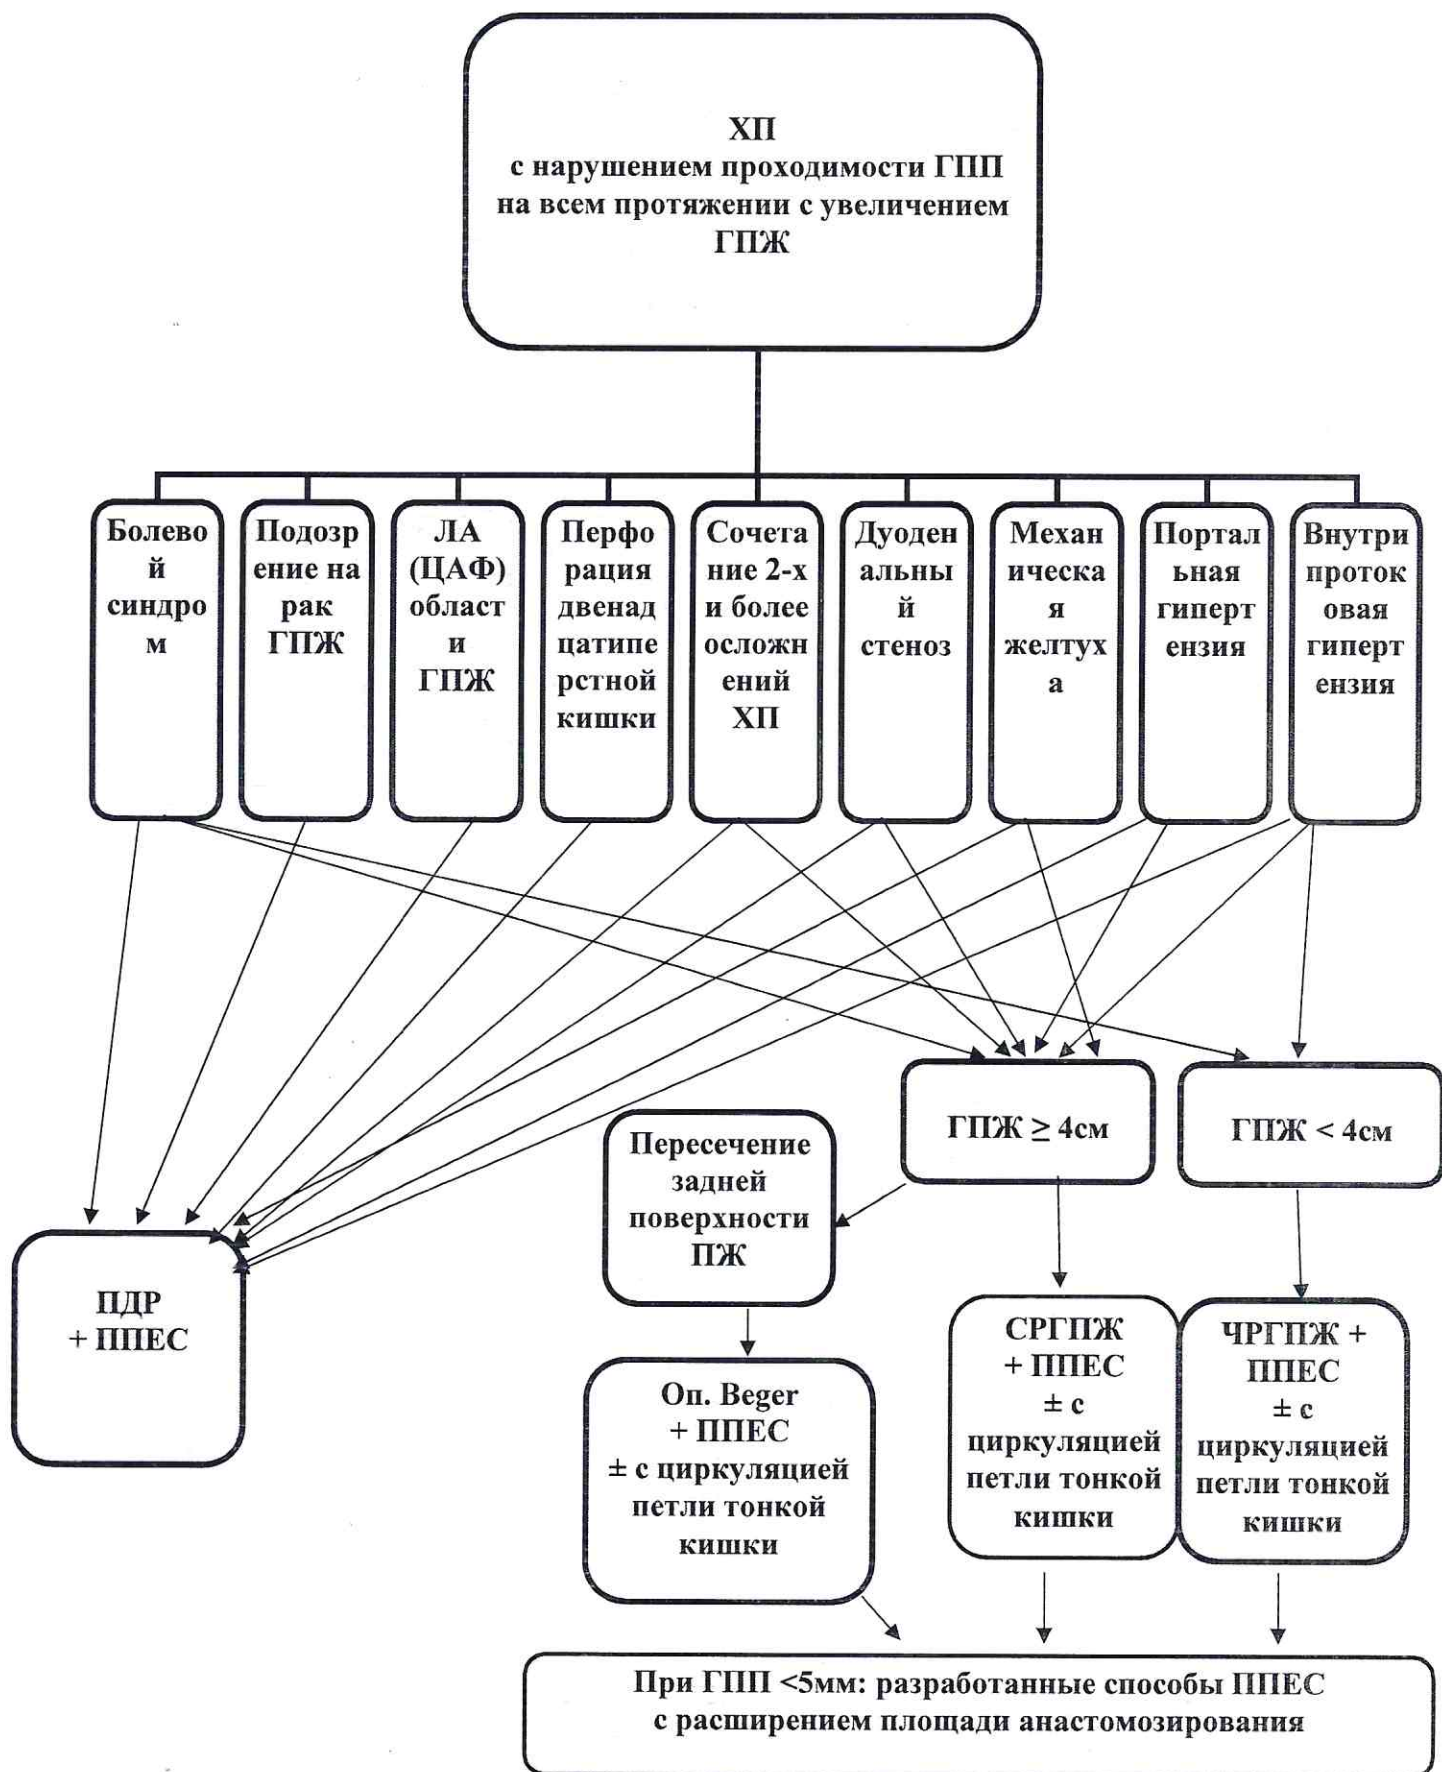 ХП
с нарушением проходимости ГПП
на всем протяжении с увеличением
ГПЖ
Болево
й
синдро
м
Подозр
ение на
рак
ГПЖ
ЛА
(ЦАФ)
област
и
ГПЖ
Перфо
рация
двенад
цатипе
рстной
кишки
Сочета
ние 2-х
и более
осложн
ений
ХП
Дуоден
альны
й
стеноз
Механ
ическа
я
желтух
а
Портал
ьная
гиперт
ензия
Внутри
проток
овая
гиперт
ензия
ГПЖ ≥ 4см
ГПЖ < 4см
Пересечение
задней
поверхности
ПЖ
ПДР
+ ППЕС
Оп. Beger
+ ППЕС
± с циркуляцией
петли тонкой
кишки
СРГПЖ
+ ППЕС
± с
циркуляцией
петли тонкой
кишки
ЧРГПЖ +
ППЕС
± с
циркуляцией
петли тонкой
кишки
При ГПП <5мм: разработанные способы ППЕС
с расширением площади анастомозирования